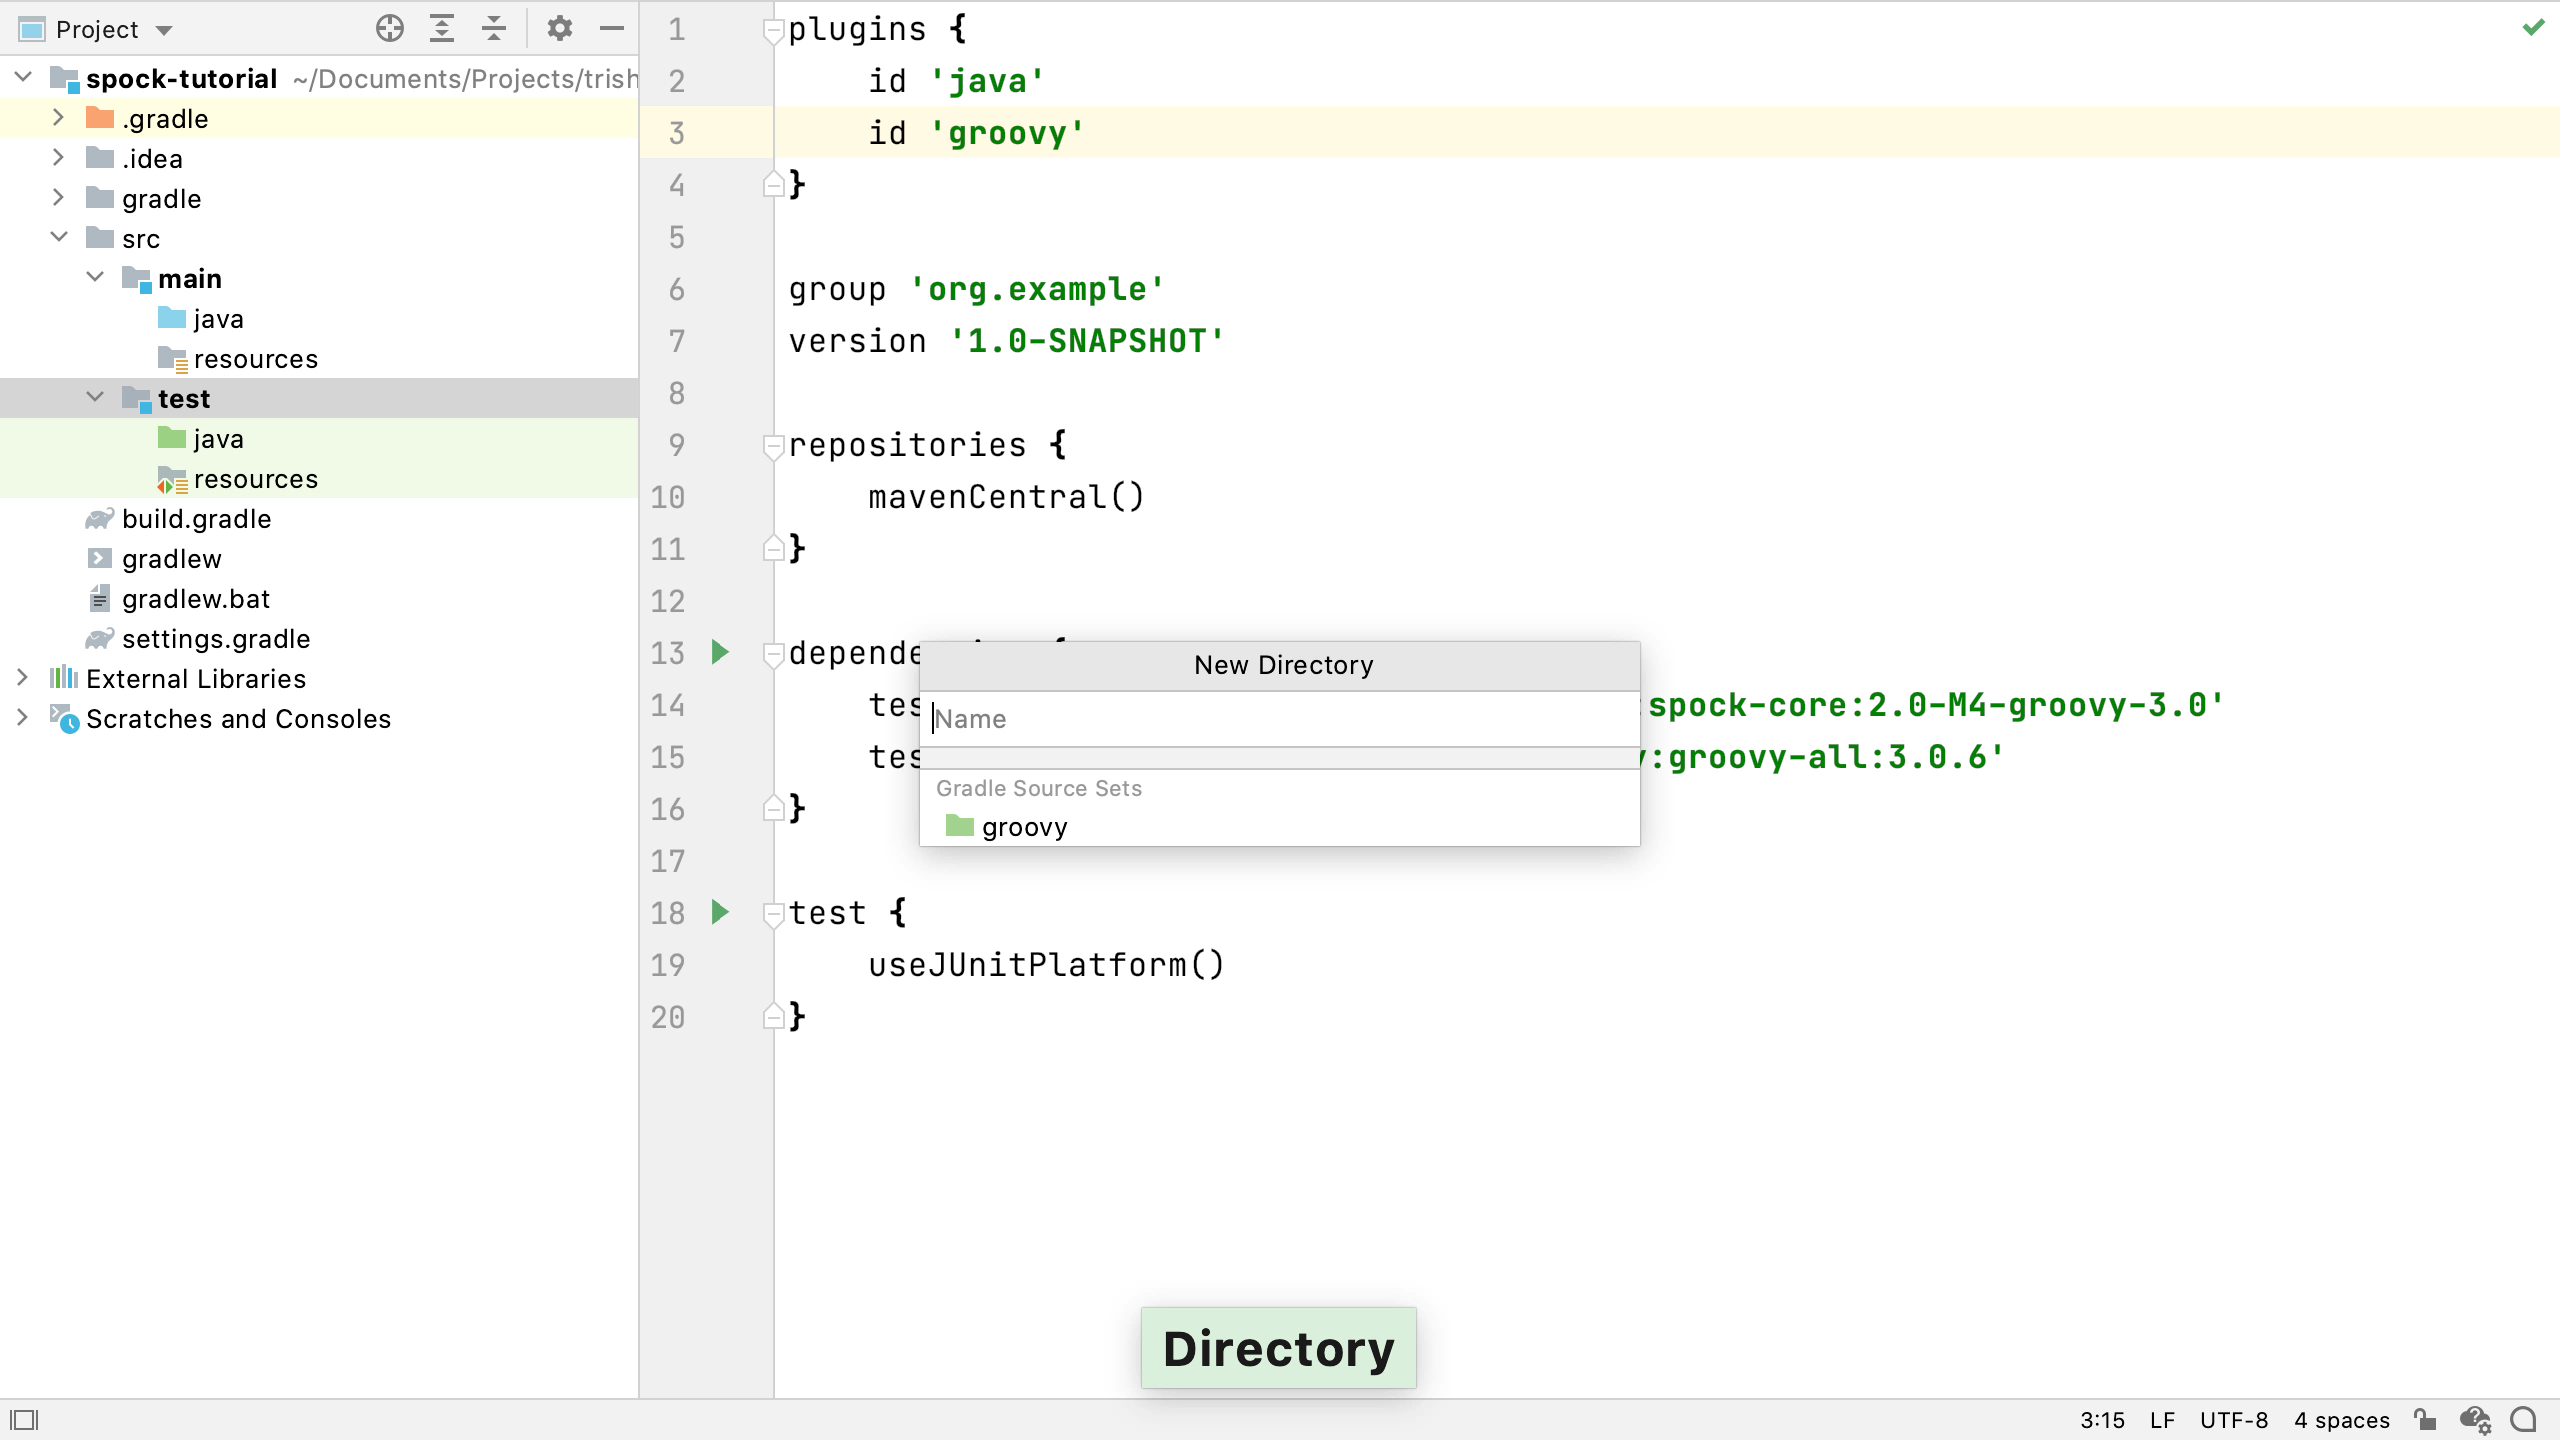 Project
spock-tutorial ~/Documents/Projects/trish
.gradle
.idea
gradle
src
main
java
resources
test
java
resources
build.gradle
gradlew
gradlew.bat
settings.gradle
External Libraries
Scratches and Consoles
1 plugins {
2 id 'java'
3 id 'groovy'
4 }
5
6 group 'org.example'
7 version '1.0-SNAPSHOT'
8
9 repositories {
10 mavenCentral()
11 }
12
13 depende
14 tes :spock-core:2.0-M4-groovy-3.0'
15 tes y:groovy-all:3.0.6'
16 }
17
18 test {
19 useJUnitPlatform()
20 }
New Directory
Name
Gradle Source Sets
groovy
Directory
3:15 LF UTF-8 4 spaces